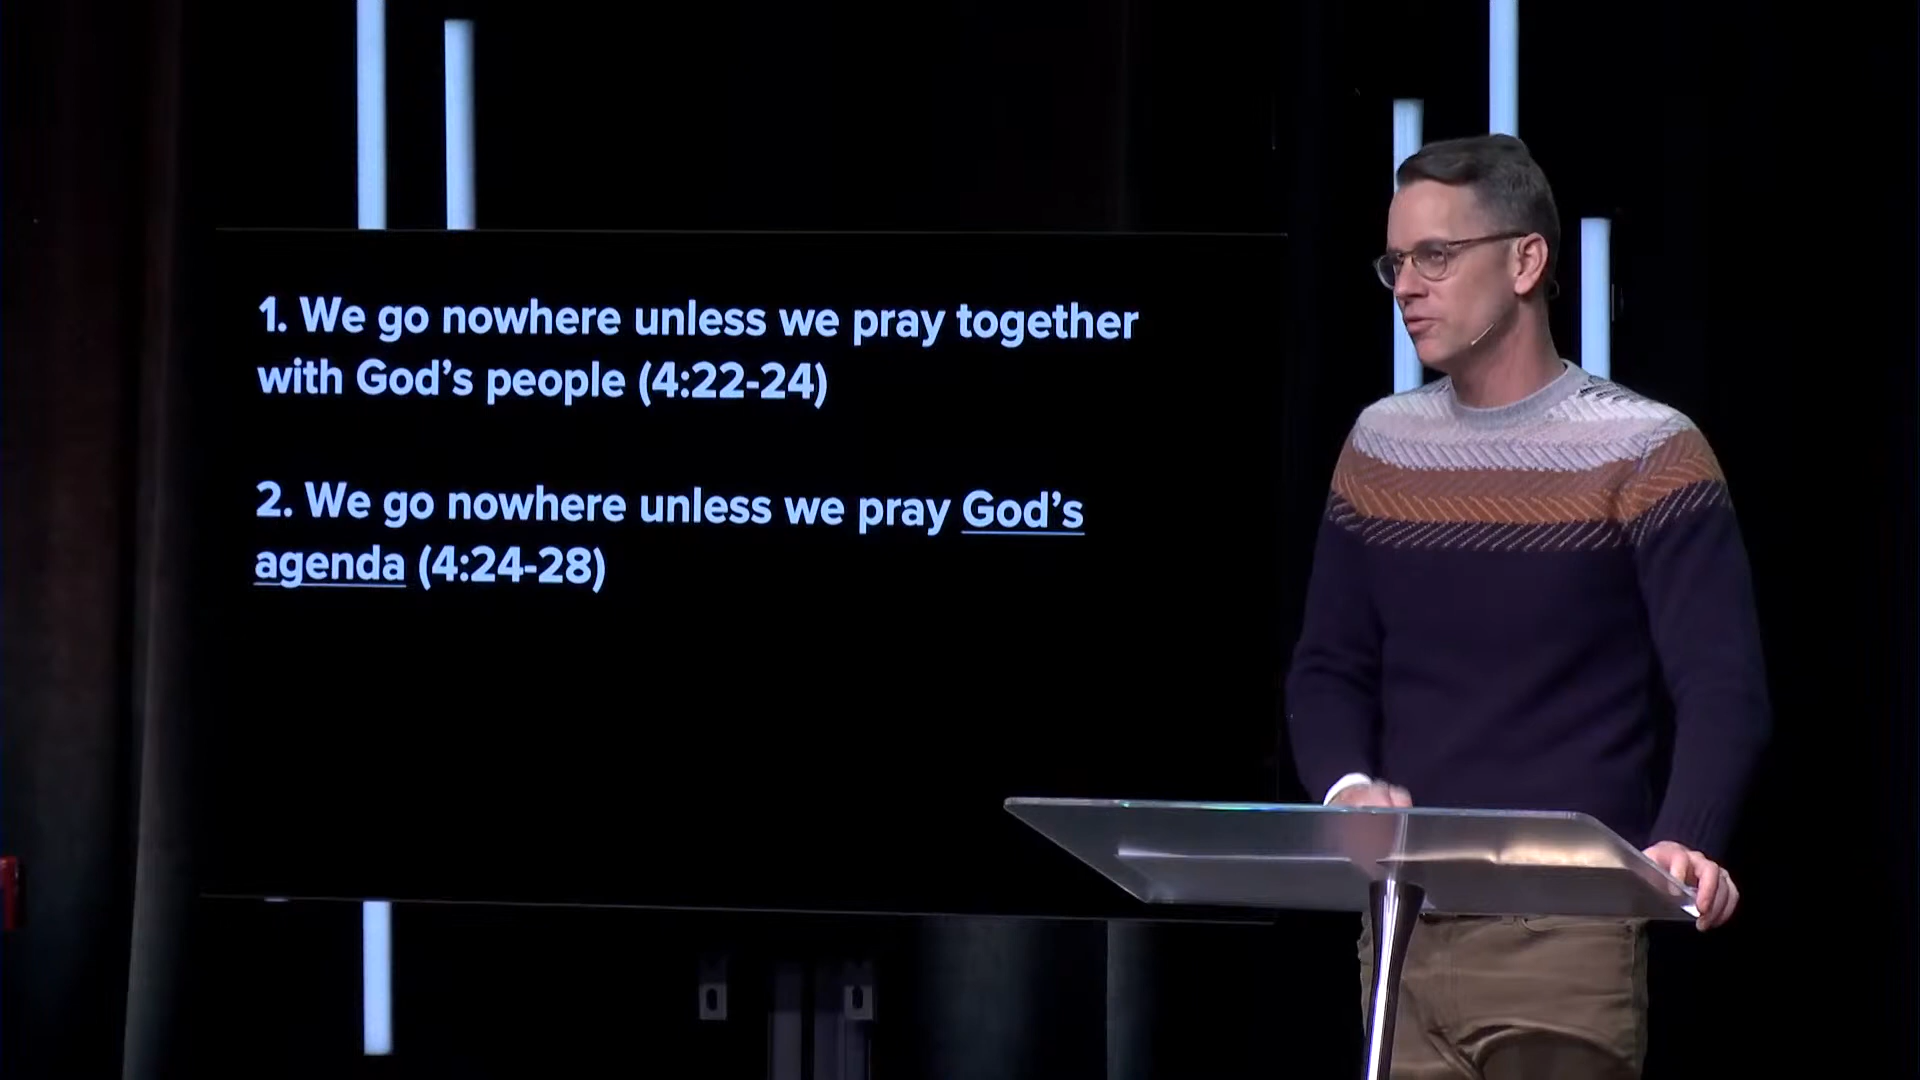 1. We go nowhere unless we pray together
with God’s people (4:22-24)
2. We go nowhere unless we pray God’s
agenda (4:24-28)